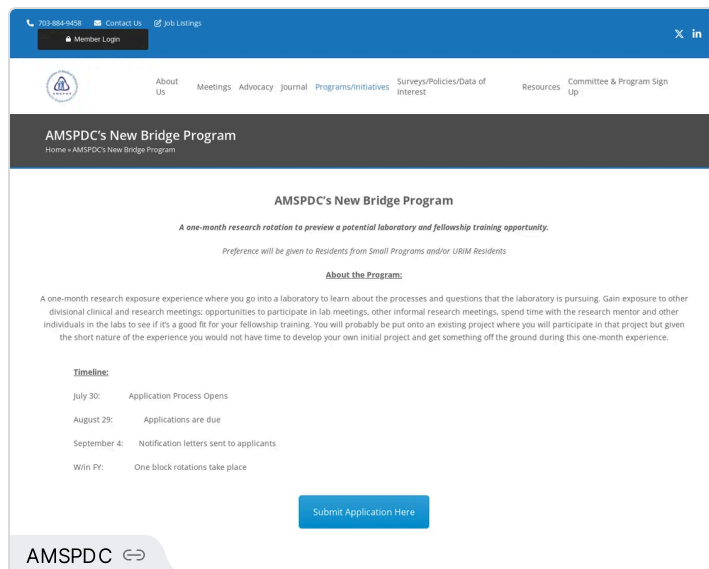 703-884-9458 Contact Us Job Listings
Member Login
About Us
Meetings
Advocacy
Journal
Programs/Initiatives
Surveys/Policies/Data of Interest
Resources
Committee & Program Sign Up
AMSPDC's New Bridge Program
Home » AMSPDC's New Bridge Program
AMSPDC's New Bridge Program
A one-month research rotation to preview a potential laboratory and fellowship training opportunity.
Preference will be given to Residents from Small Programs and/or URiM Residents
About the Program:
A one-month research exposure experience where you go into a laboratory to learn about the processes and questions that the laboratory is pursuing. Gain exposure to other
divisional clinical and research meetings; opportunities to participate in lab meetings, other informal research meetings, spend time with the research mentor and other
individuals in the labs to see if it's a good fit for your fellowship training. You will probably be put onto an existing project where you will participate in that project but given
the short nature of the experience you would not have time to develop your own initial project and get something off the ground during this one-month experience.
Timeline:
July 30: Application Process Opens
August 29: Applications are due
September 4: Notification letters sent to applicants
W/in FY: One block rotations take place
Submit Application Here
AMSPDC